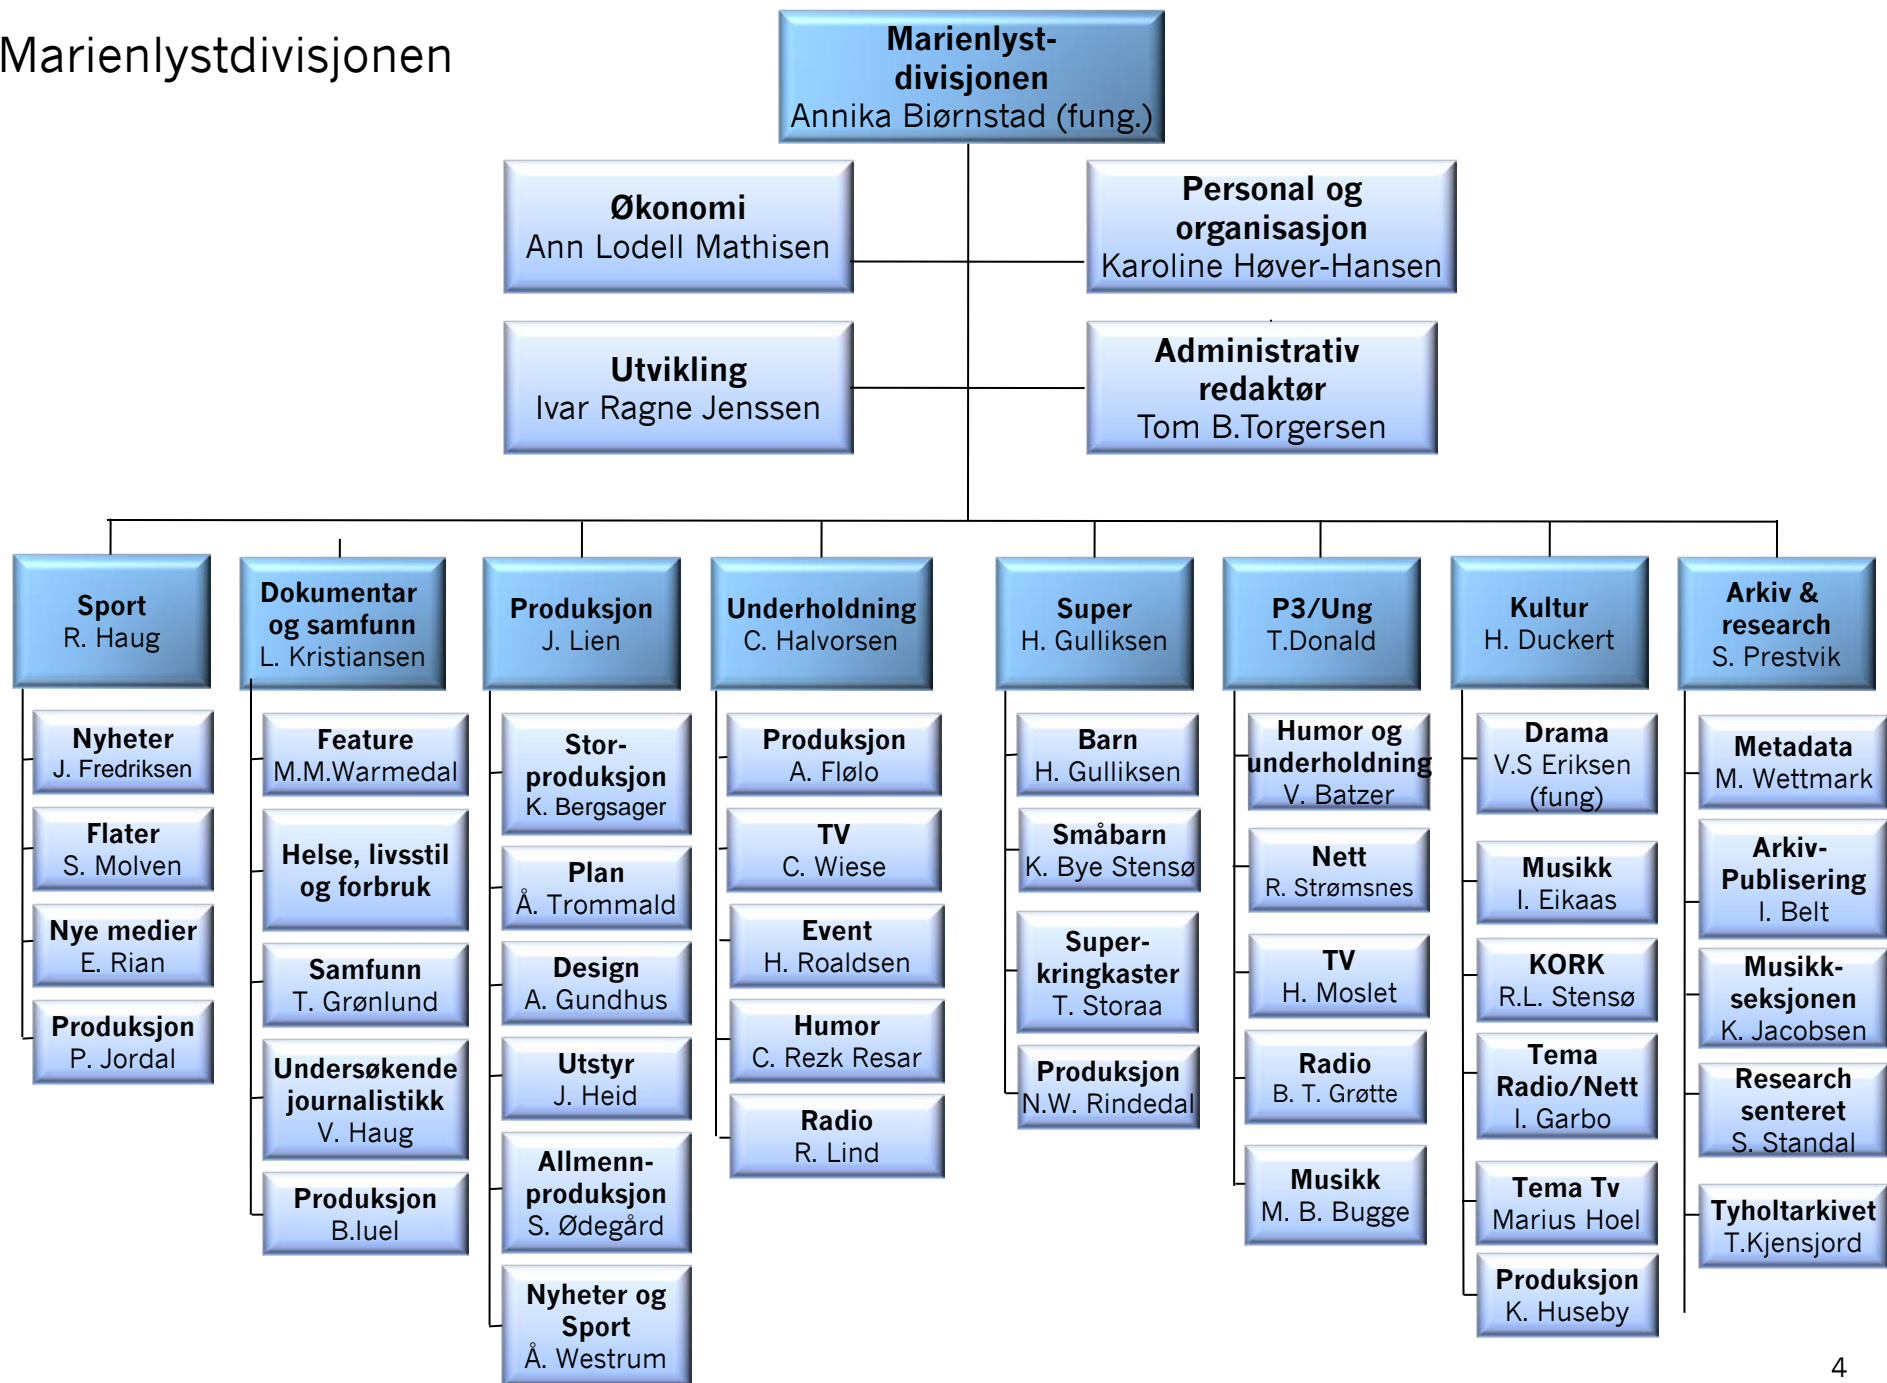 Marienlystdivisjonen
Marienlyst-
divisjonen
Annika Biørnstad (fung.)
Økonomi
Ann Lodell Mathisen
Personal og
organisasjon
Karoline Høver-Hansen
Utvikling
Ivar Ragne Jenssen
Administrativ
redaktør
Tom B.Torgersen
Sport
R. Haug
Nyheter
J. Fredriksen
Flater
S. Molven
Nye medier
E. Rian
Produksjon
P. Jordal
Dokumentar
og samfunn
L. Kristiansen
Feature
M.M.Warmedal
Helse, livsstil
og forbruk
Samfunn
T. Grønlund
Undersøkende
journalistikk
V. Haug
Produksjon
B.Iuel
Produksjon
J. Lien
Stor-
produksjon
K. Bergsager
Plan
Å. Trommald
Design
A. Gundhus
Utstyr
J. Heid
Allmenn-
produksjon
S. Ødegård
Nyheter og
Sport
Å. Westrum
Underholdning
C. Halvorsen
Produksjon
A. Flølo
TV
C. Wiese
Event
H. Roaldsen
Humor
C. Rezk Resar
Radio
R. Lind
Super
H. Gulliksen
Barn
H. Gulliksen
Småbarn
K. Bye Stensø
Super-
kringkaster
T. Storaa
Produksjon
N.W. Rindedal
P3/Ung
T.Donald
Humor og
underholdning
V. Batzer
Nett
R. Strømsnes
TV
H. Moslet
Radio
B. T. Grøtte
Musikk
M. B. Bugge
Kultur
H. Duckert
Drama
V.S Eriksen
(fung)
Musikk
I. Eikaas
KORK
R.L. Stensø
Tema
Radio/Nett
I. Garbo
Tema Tv
Marius Hoel
Produksjon
K. Huseby
Arkiv &
research
S. Prestvik
Metadata
M. Wettmark
Arkiv-
Publisering
I. Belt
Musikk-
seksjonen
K. Jacobsen
Research
senteret
S. Standal
Tyholtarkivet
T.Kjensjord
4